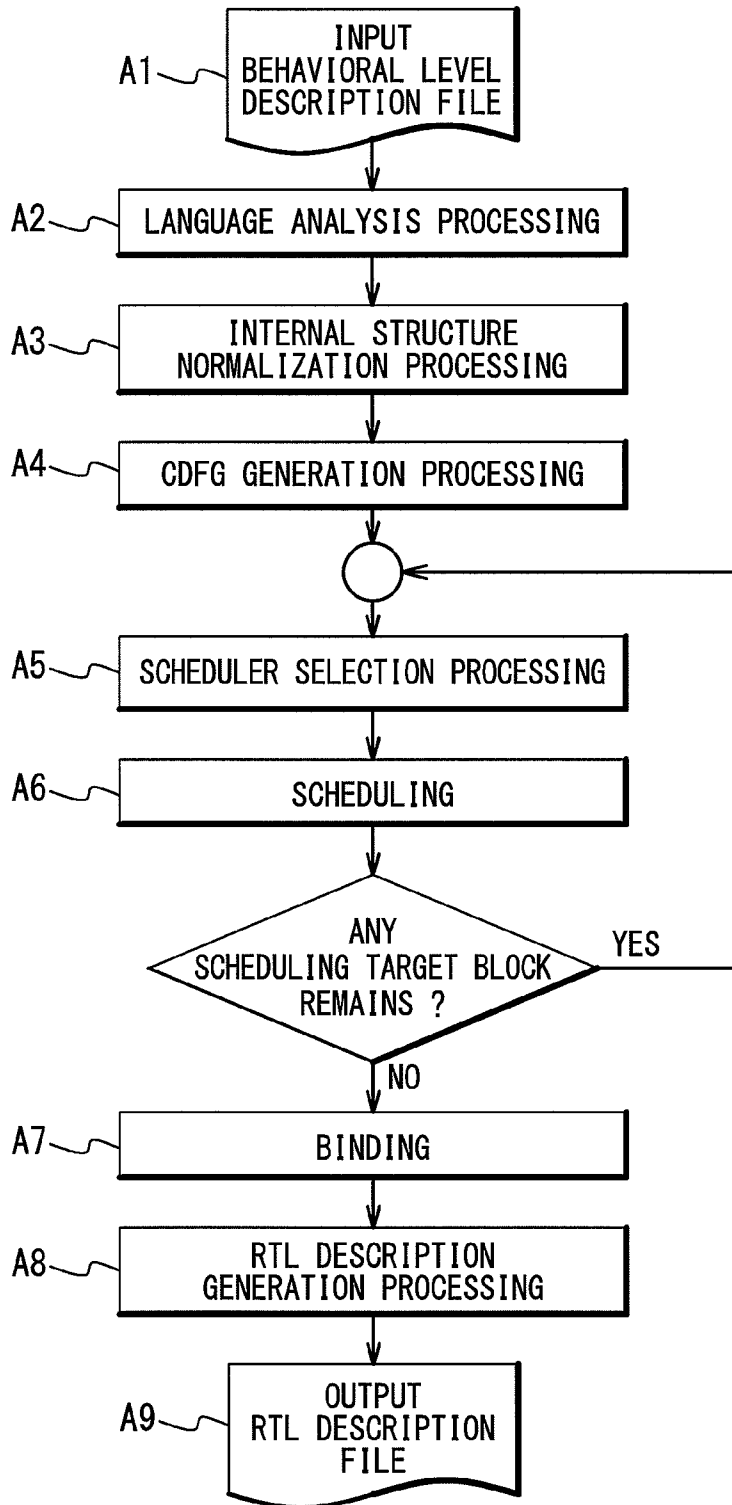 A1
INPUT
BEHAVIORAL LEVEL
DESCRIPTION FILE
A2
LANGUAGE ANALYSIS PROCESSING
A3
INTERNAL STRUCTURE
NORMALIZATION PROCESSING
A4
CDFG GENERATION PROCESSING
A5
SCHEDULER SELECTION PROCESSING
A6
SCHEDULING
ANY
SCHEDULING TARGET BLOCK
REMAINS ?
YES
NO
A7
BINDING
A8
RTL DESCRIPTION
GENERATION PROCESSING
A9
OUTPUT
RTL DESCRIPTION
FILE